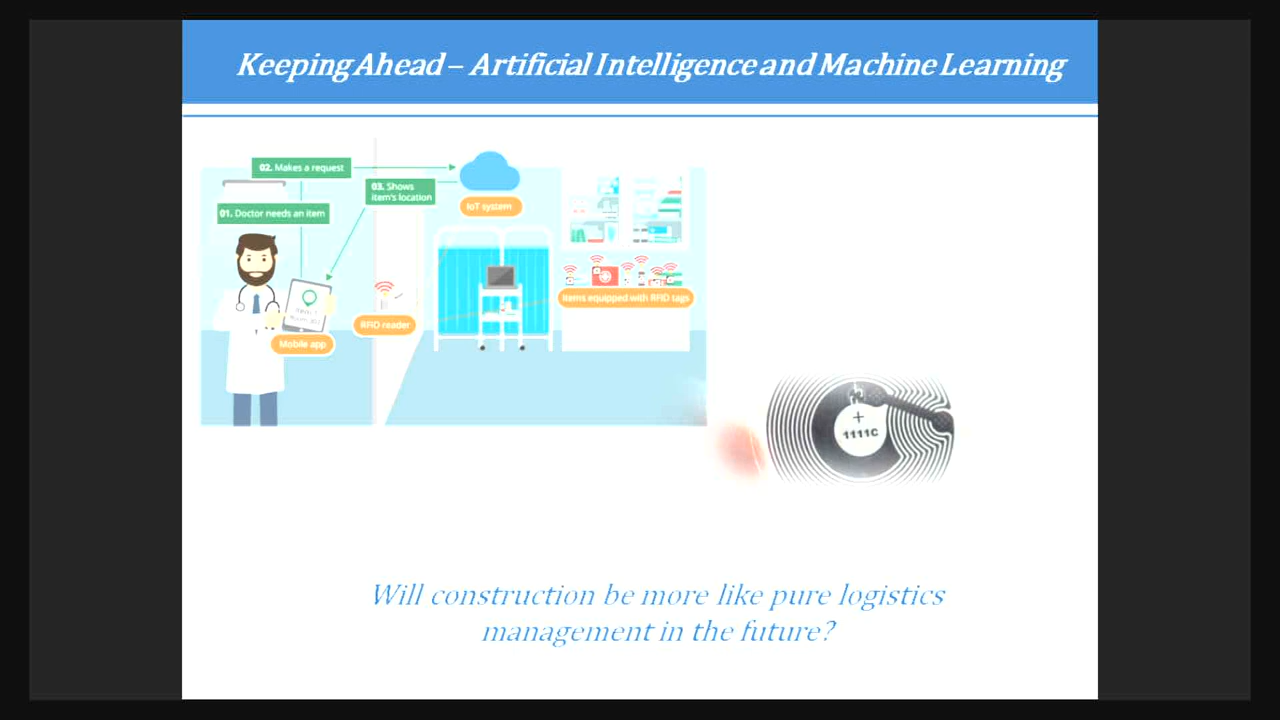 Keeping Ahead – Artificial Intelligence and Machine Learning
02. Makes a request
03. Shows
item's location
01. Doctor needs an item
IoT system
Items equipped with RFID tags
RFID reader
Mobile app
+
1111C
Will construction be more like pure logistics
management in the future?